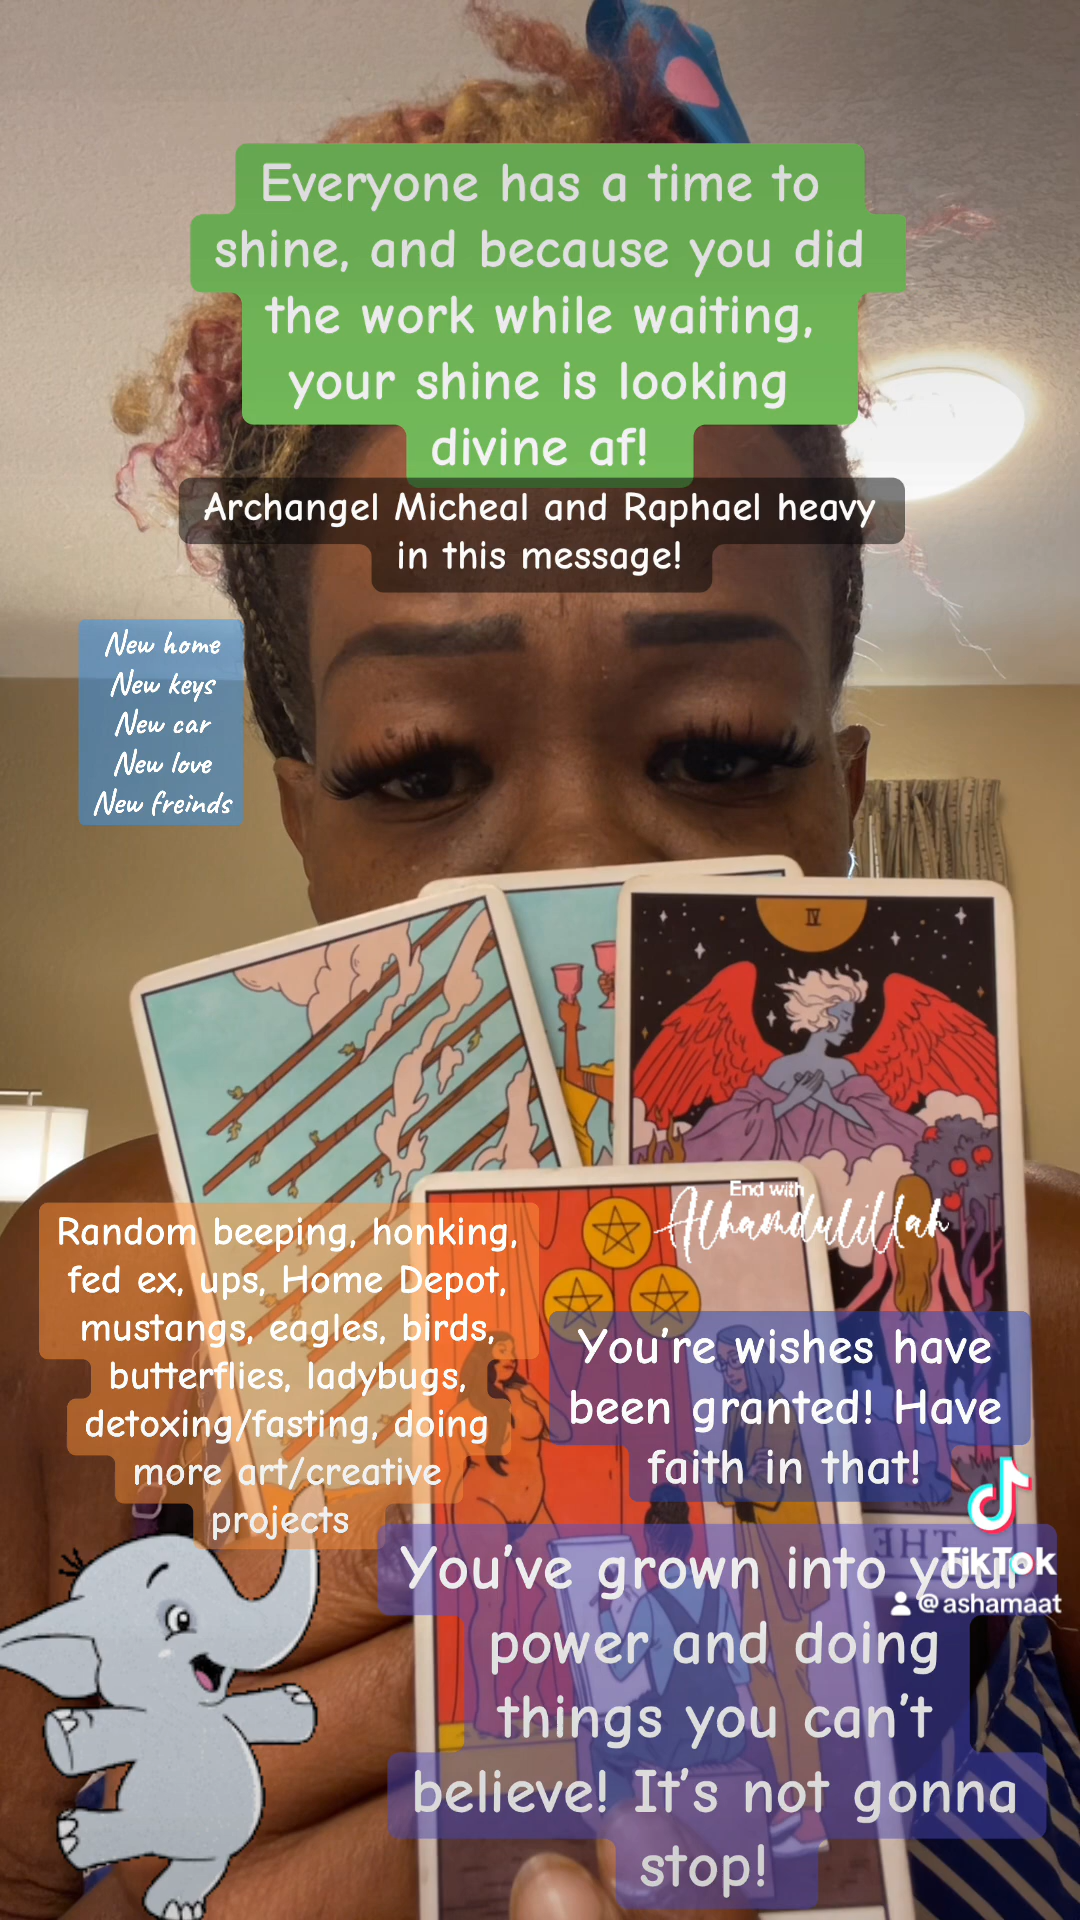 Everyone has a time to
shine, and because you did
the work while waiting,
your shine is looking
divine af!
Archangel Micheal and Raphael heavy
in this message!
New home
New keys
New car
New love
New freinds
IV
End with
Alhamdulillah
Random beeping, honking,
fed ex, ups, Home Depot,
mustangs, eagles, birds,
butterflies, ladybugs,
detoxing/fasting, doing
more art/creative
projects
You're wishes have
been granted! Have
faith in that!
THE
TikTok
@ashamaat
You've grown into your
power and doing
things you can't
believe! It's not gonna
stop!